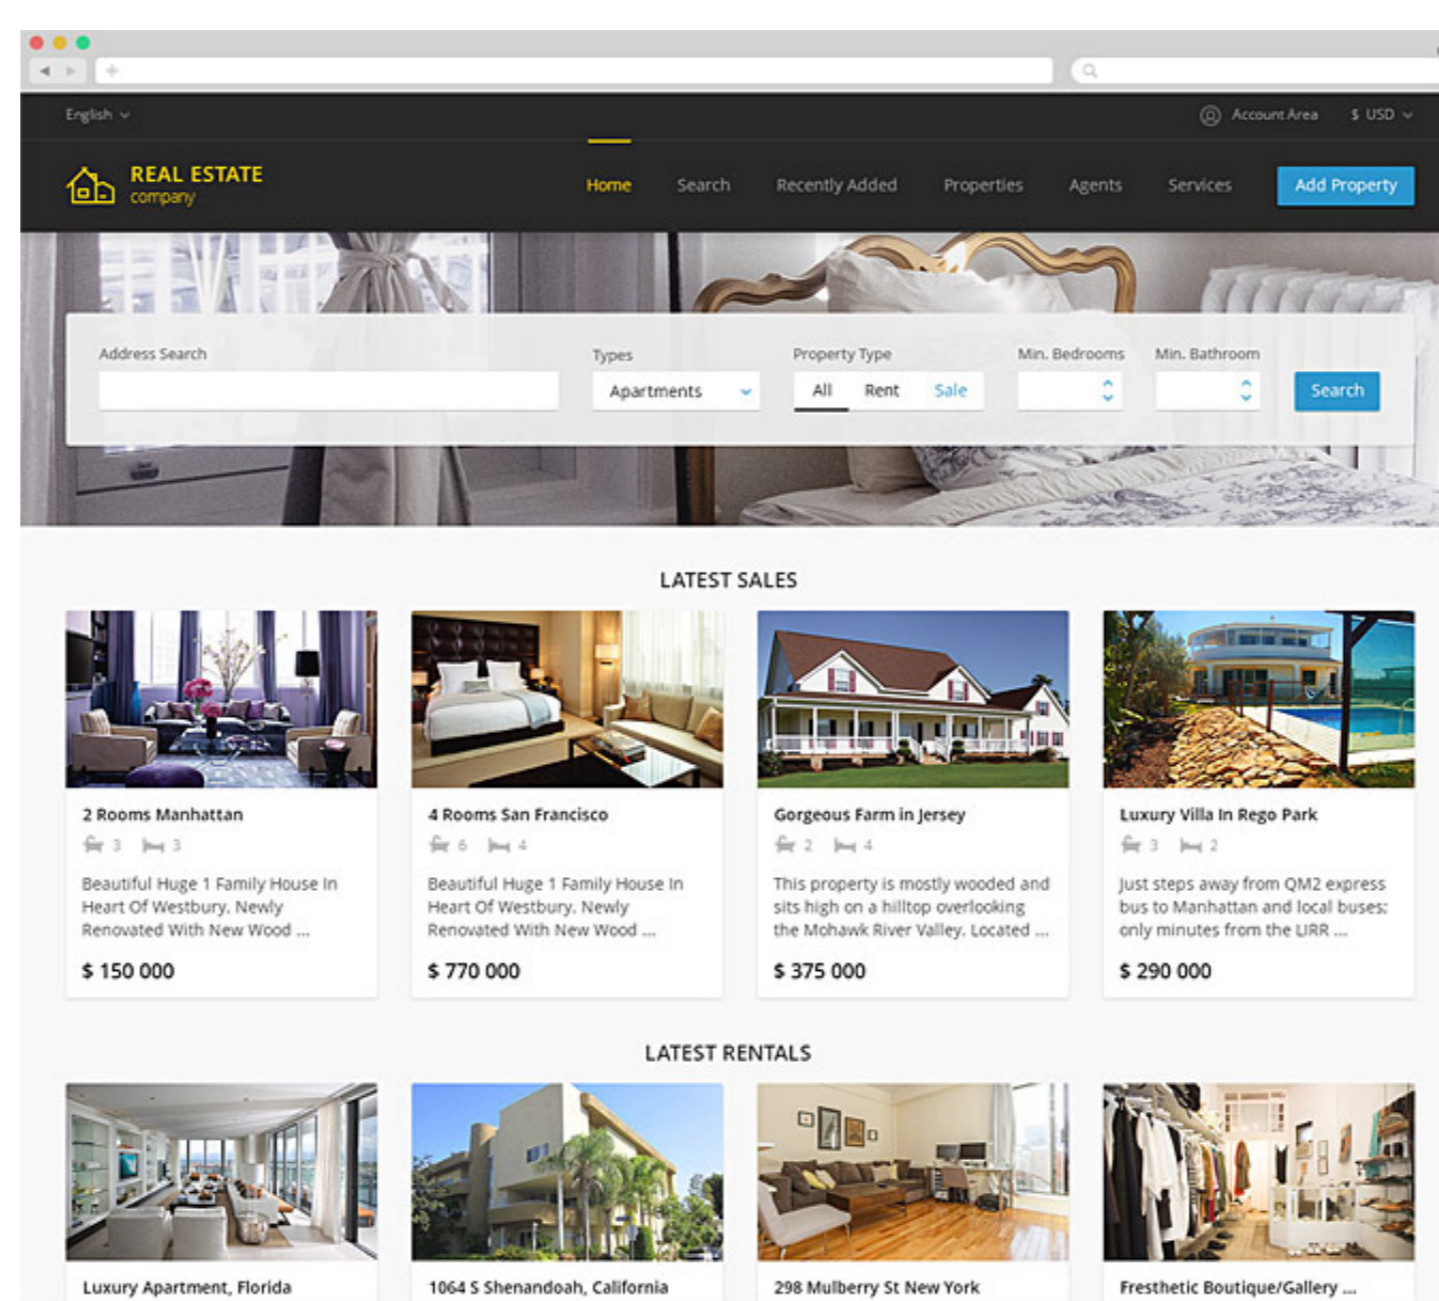 English
Account Area
$ USD
REAL ESTATE
company
Home
Search
Recently Added
Properties
Agents
Services
Add Property
Address Search
Types
Property Type
Min. Bedrooms
Min. Bathroom
Apartments
All
Rent
Sale
Search
LATEST SALES
2 Rooms Manhattan
3 3
Beautiful Huge 1 Family House In
Heart Of Westbury. Newly
Renovated With New Wood ...
$ 150 000
4 Rooms San Francisco
6 4
Beautiful Huge 1 Family House In
Heart Of Westbury. Newly
Renovated With New Wood ...
$ 770 000
Gorgeous Farm in Jersey
2 4
This property is mostly wooded and
sits high on a hilltop overlooking
the Mohawk River Valley. Located ...
$ 375 000
Luxury Villa In Rego Park
3 2
Just steps away from QM2 express
bus to Manhattan and local buses;
only minutes from the LIRR ...
$ 290 000
LATEST RENTALS
Luxury Apartment, Florida
1064 S Shenandoah, California
298 Mulberry St New York
Fresthetic Boutique/Gallery ...